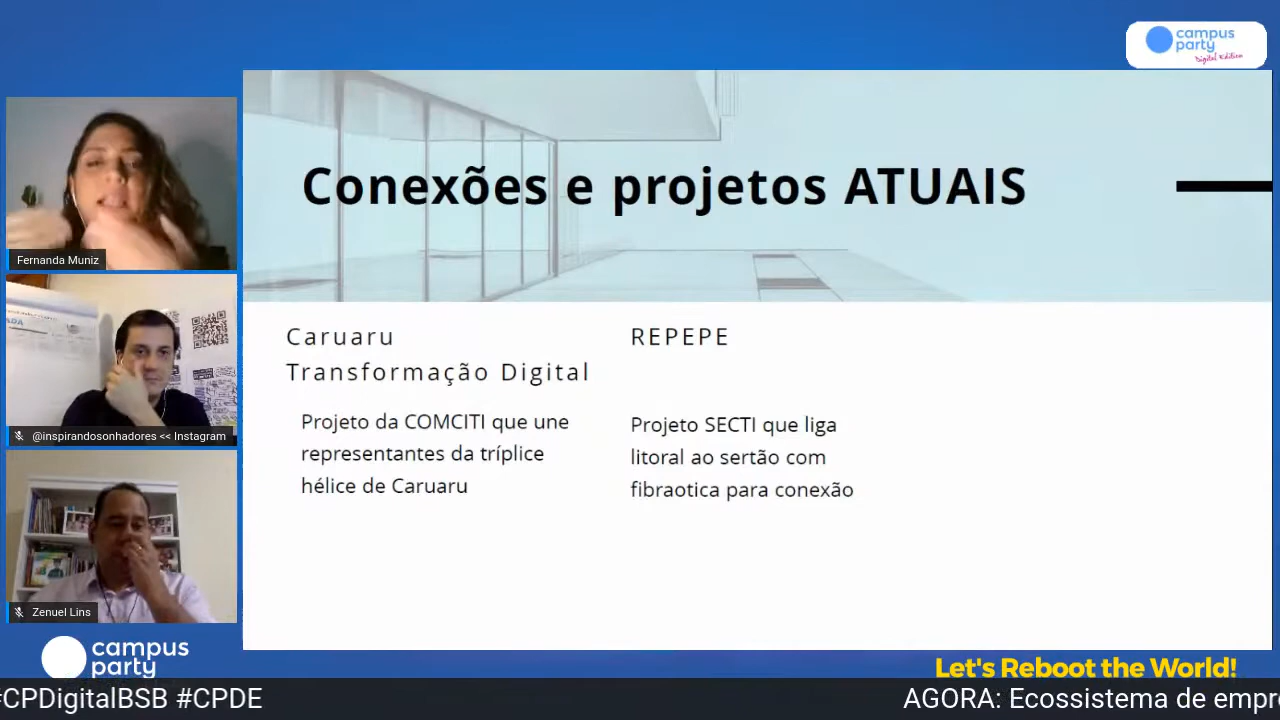 campus
party
Digital Edition
Conexões e projetos ATUAIS
Fernanda Muniz
Caruaru
Transformação Digital
REPEPE
Projeto da COMCITI que une
representantes da tríplice
hélice de Caruaru
Projeto SECTI que liga
litoral ao sertão com
fibraotica para conexão
@inspirandosonhadores << Instagram
Zenuel Lins
campus
party
Let's Reboot the World!
#CPDigitalBSB #CPDE
AGORA: Ecossistema de empre